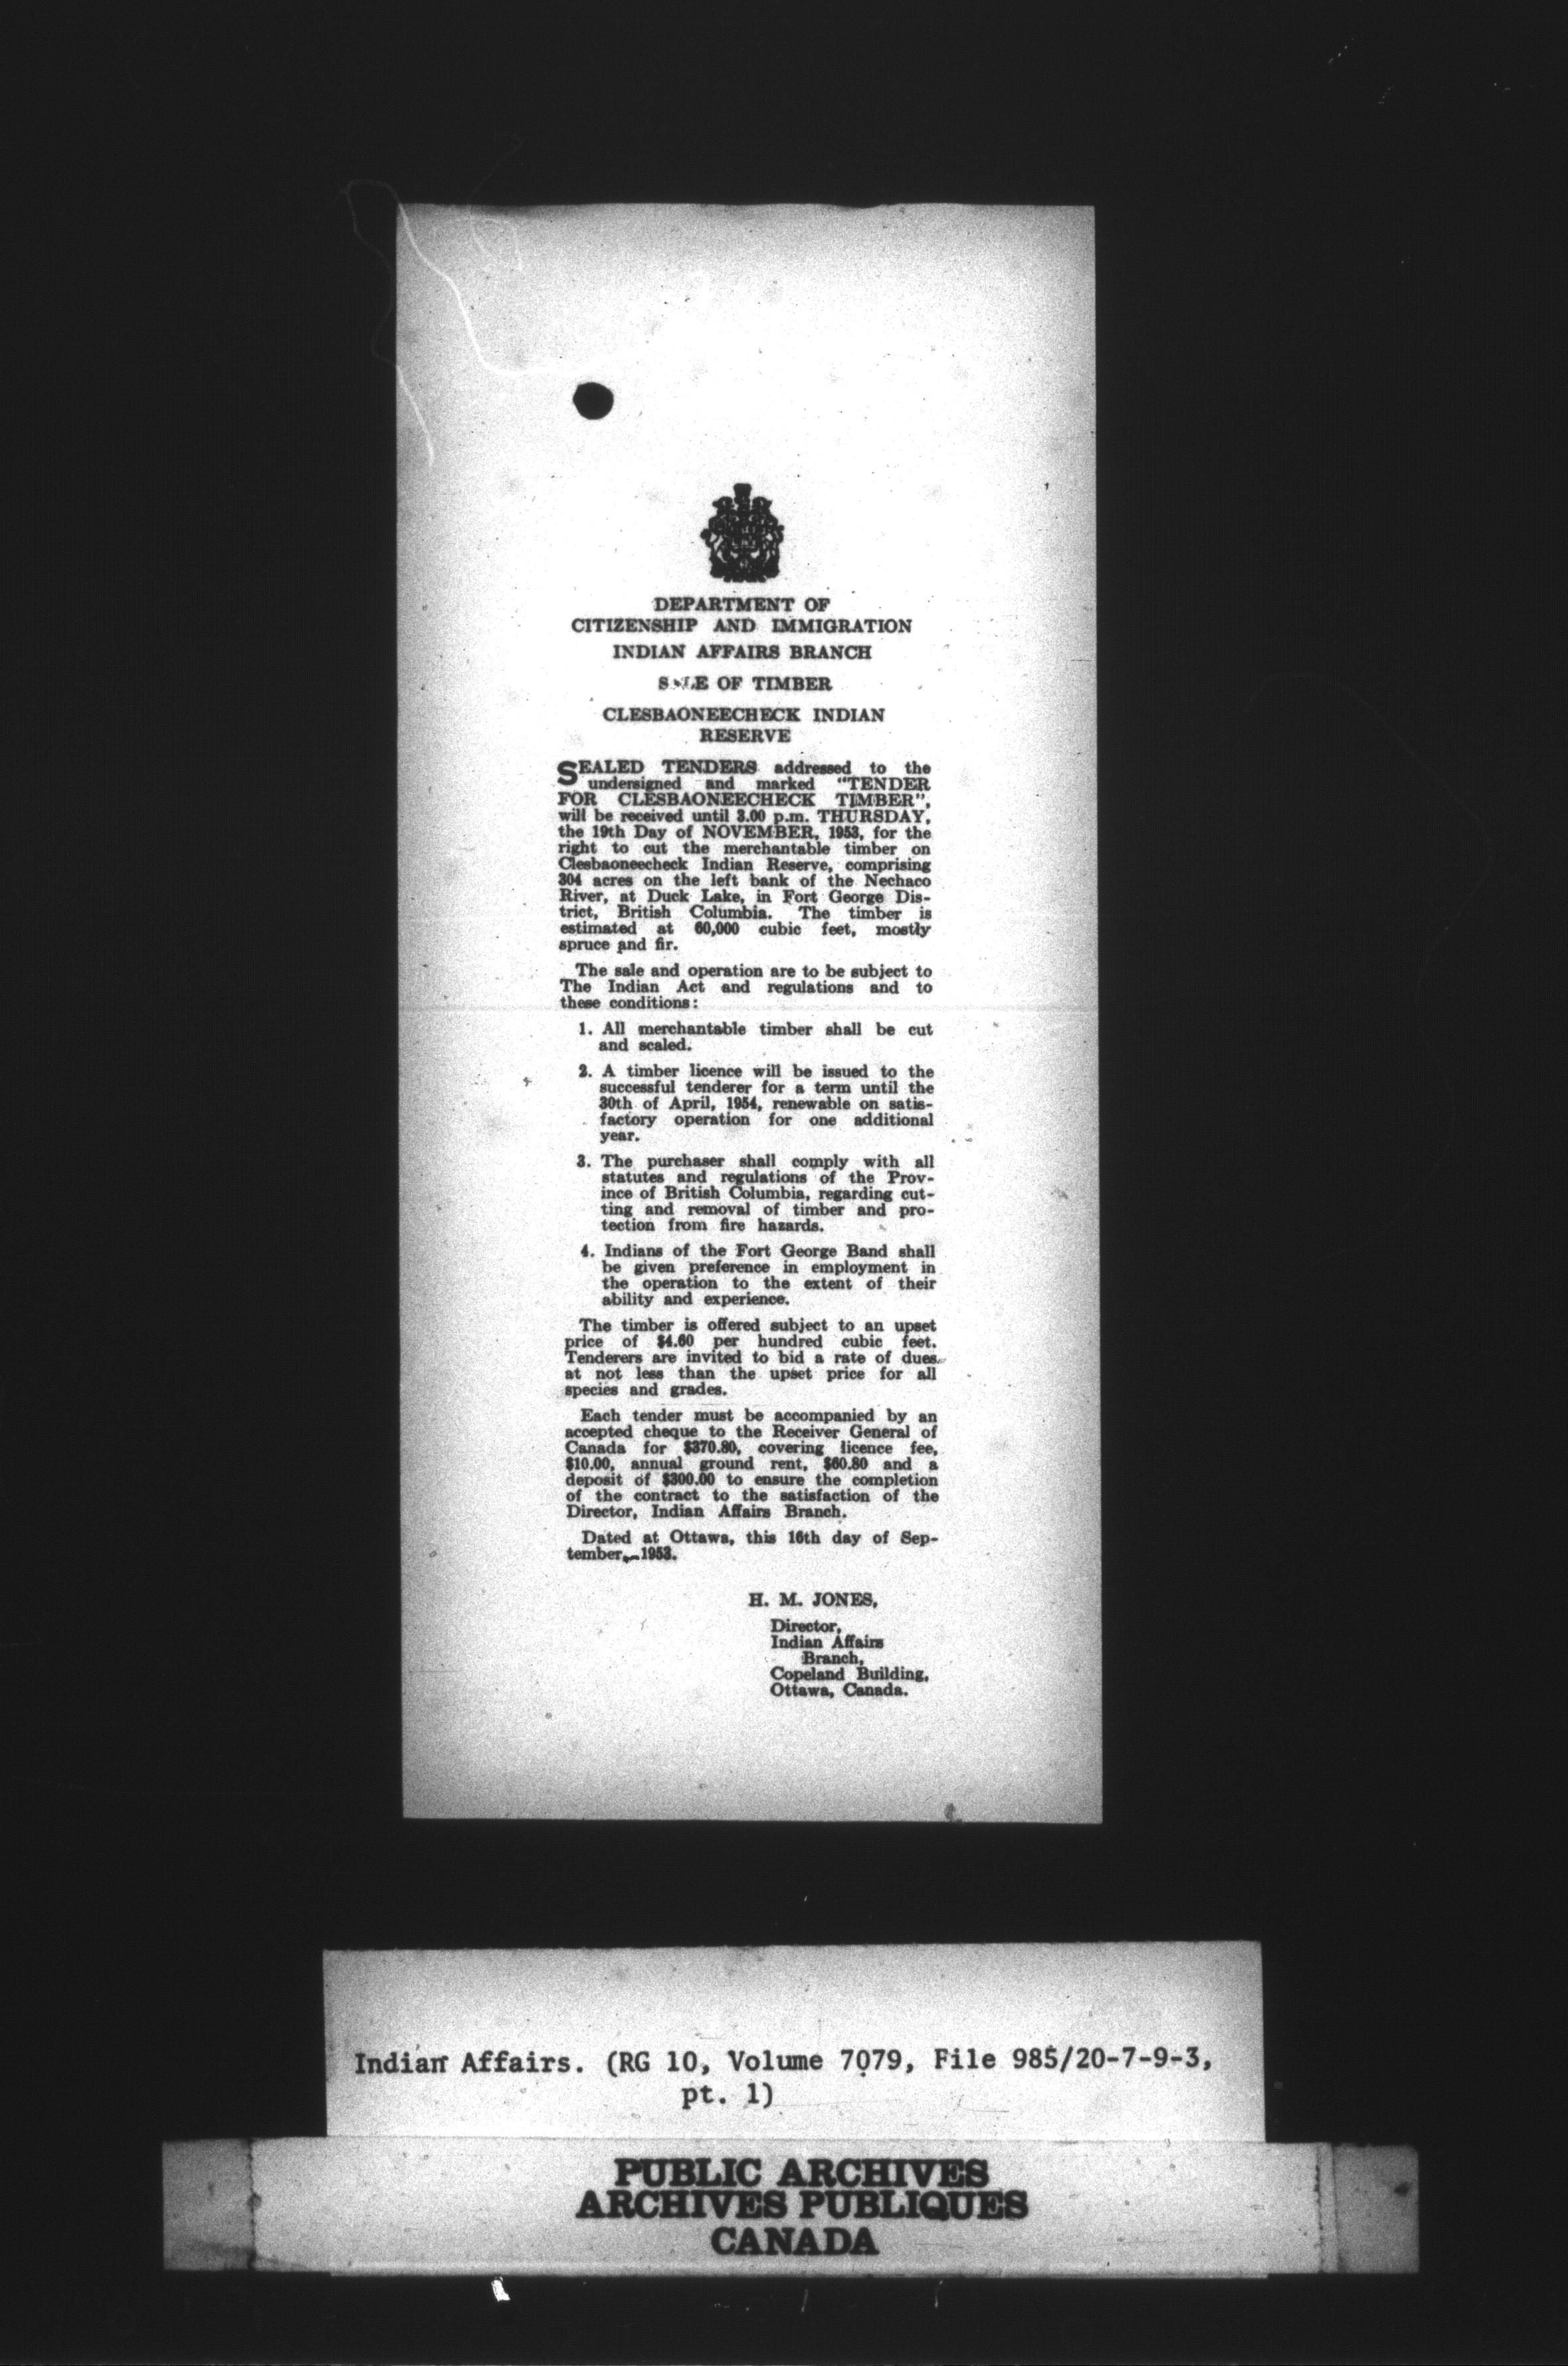 DEPARTMENT OF
CITIZENSHIP AND IMMIGRATION
INDIAN AFFAIRS BRANCH
SALE OF TIMBER
CLESBAONEECHECK INDIAN
RESERVE
SEALED TENDERS addressed to the
undersigned and marked "TENDER
FOR CLESBAONEECHECK TIMBER",
will be received until 3.00 p.m. THURSDAY,
the 19th Day of NOVEMBER, 1953, for the
right to cut the merchantable timber on
Clesbaoneecheck Indian Reserve, comprising
304 acres on the left bank of the Nechaco
River, at Duck Lake, in Fort George Dis-
trict, British Columbia. The timber is
estimated at 60,000 cubic feet, mostly
spruce and fir.
The sale and operation are to be subject to
The Indian Act and regulations and to
these conditions:
1. All merchantable timber shall be cut
and scaled.
2. A timber licence will be issued to the
successful tenderer for a term until the
30th of April, 1954, renewable on satis-
factory operation for one additional
year.
3. The purchaser shall comply with all
statutes and regulations of the Prov-
ince of British Columbia, regarding cut-
ting and removal of timber and pro-
tection from fire hazards.
4. Indians of the Fort George Band shall
be given preference in employment in
the operation to the extent of their
ability and experience.
The timber is offered subject to an upset
price of $4.60 per hundred cubic feet.
Tenderers are invited to bid a rate of dues
at not less than the upset price for all
species and grades.
Each tender must be accompanied by an
accepted cheque to the Receiver General of
Canada for $370.80, covering licence fee,
$10.00, annual ground rent, $60.80 and a
deposit of $300.00 to ensure the completion
of the contract to the satisfaction of the
Director, Indian Affairs Branch.
Dated at Ottawa, this 16th day of Sep-
tember, 1953.
H. M. JONES,
Director,
Indian Affairs
Branch,
Copeland Building,
Ottawa, Canada.
Indian Affairs. (RG 10, Volume 7079, File 985/20-7-9-3,
pt. 1)
PUBLIC ARCHIVES
ARCHIVES PUBLIQUES
CANADA